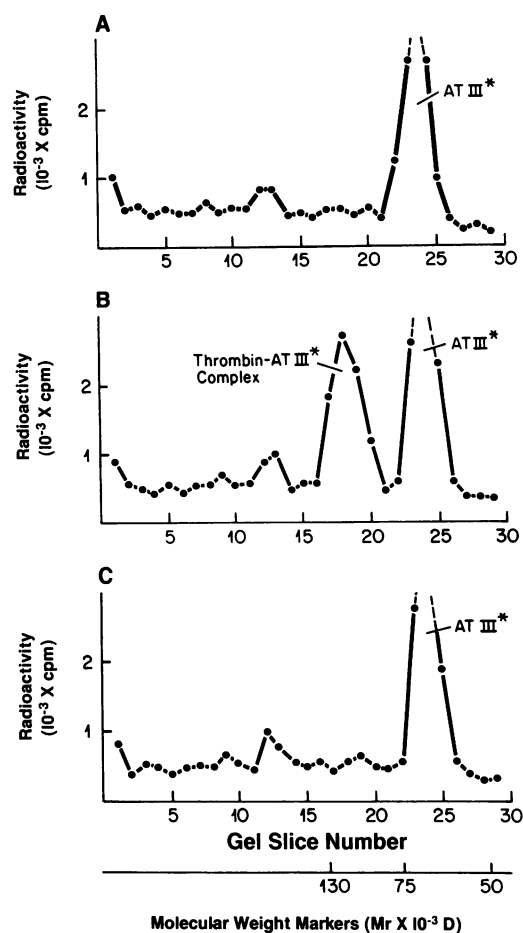 A
Radioactivity
(10⁻³ X cpm)
2
1
AT III*
5 10 15 20 25 30
B
Radioactivity
(10⁻³ X cpm)
2
1
Thrombin-AT III*
Complex
AT III*
5 10 15 20 25 30
C
Radioactivity
(10⁻³ X cpm)
2
1
AT III*
5 10 15 20 25 30
Gel Slice Number
130 75 50
Molecular Weight Markers (Mr X 10⁻³ D)